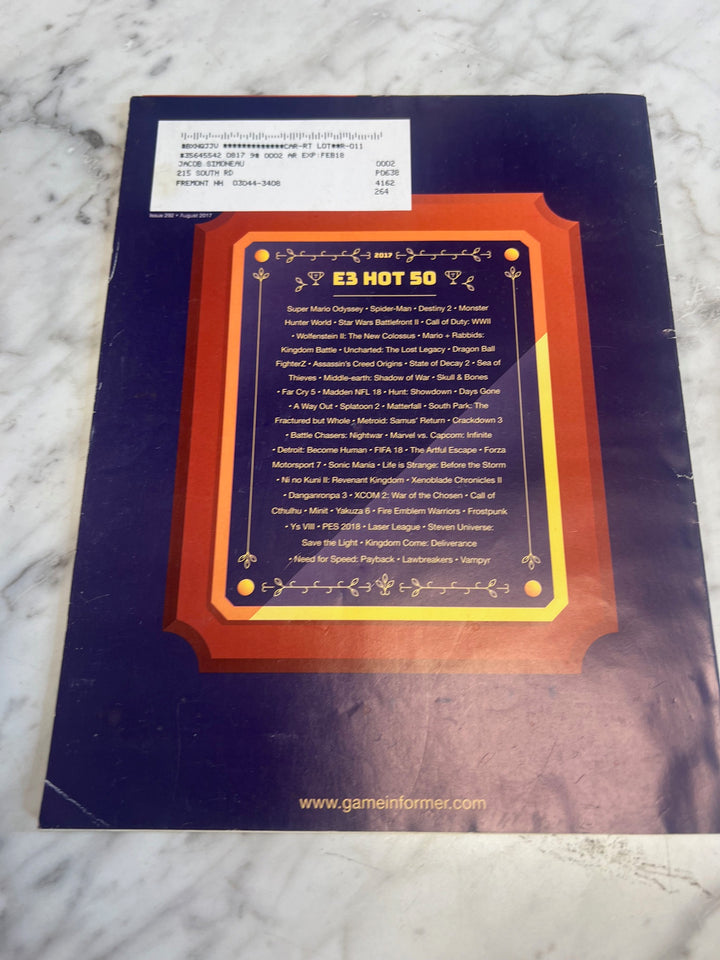 #BXNQJJV *************CAR-RT LOT**R-011
#35645542 0817 9# 0002 AR EXP:FEB18
JACOB SIMONEAU 0002
215 SOUTH RD PD638
FREMONT NH 03044-3408 4162
264
Issue 292 • August 2017
2017
E3 HOT 50
Super Mario Odyssey • Spider-Man • Destiny 2 • Monster
Hunter World • Star Wars Battlefront II • Call of Duty: WWII
• Wolfenstein II: The New Colossus • Mario + Rabbids:
Kingdom Battle • Uncharted: The Lost Legacy • Dragon Ball
FighterZ • Assassin's Creed Origins • State of Decay 2 • Sea of
Thieves • Middle-earth: Shadow of War • Skull & Bones
• Far Cry 5 • Madden NFL 18 • Hunt: Showdown • Days Gone
• A Way Out • Splatoon 2 • Matterfall • South Park: The
Fractured but Whole • Metroid: Samus' Return • Crackdown 3
• Battle Chasers: Nightwar • Marvel vs. Capcom: Infinite
• Detroit: Become Human • FIFA 18 • The Artful Escape • Forza
Motorsport 7 • Sonic Mania • Life is Strange: Before the Storm
• Ni no Kuni II: Revenant Kingdom • Xenoblade Chronicles II
• Danganronpa 3 • XCOM 2: War of the Chosen • Call of
Cthulhu • Minit • Yakuza 6 • Fire Emblem Warriors • Frostpunk
• Ys VIII • PES 2018 • Laser League • Steven Universe:
Save the Light • Kingdom Come: Deliverance
• Need for Speed: Payback • Lawbreakers • Vampyr
www.gameinformer.com